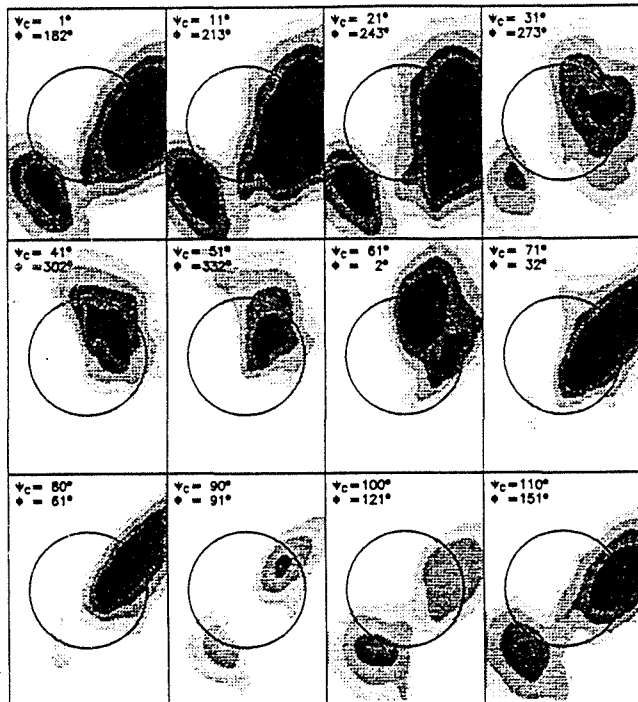 Ψc= 1°
Φ =182°
Ψc= 11°
Φ =213°
Ψc= 21°
Φ =243°
Ψc= 31°
Φ =273°
Ψc= 41°
Φ =302°
Ψc= 51°
Φ =332°
Ψc= 61°
Φ = 2°
Ψc= 71°
Φ = 32°
Ψc= 80°
Φ = 61°
Ψc= 90°
Φ = 91°
Ψc= 100°
Φ = 121°
Ψc= 110°
Φ = 151°